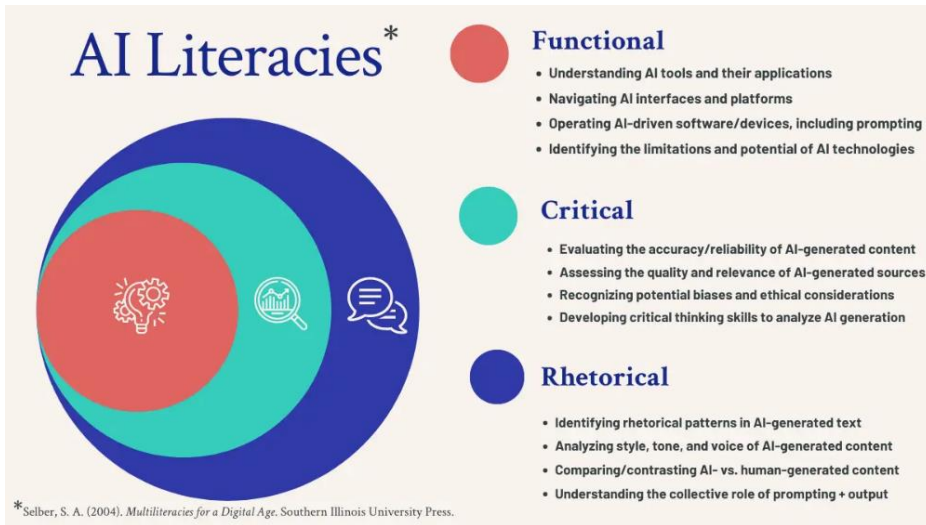 AI Literacies*
Functional
• Understanding AI tools and their applications
• Navigating AI interfaces and platforms
• Operating AI-driven software/devices, including prompting
• Identifying the limitations and potential of AI technologies
Critical
• Evaluating the accuracy/reliability of AI-generated content
• Assessing the quality and relevance of AI-generated sources
• Recognizing potential biases and ethical considerations
• Developing critical thinking skills to analyze AI generation
Rhetorical
• Identifying rhetorical patterns in AI-generated text
• Analyzing style, tone, and voice of AI-generated content
• Comparing/contrasting AI- vs. human-generated content
• Understanding the collective role of prompting + output
*Selber, S. A. (2004). Multiliteracies for a Digital Age. Southern Illinois University Press.